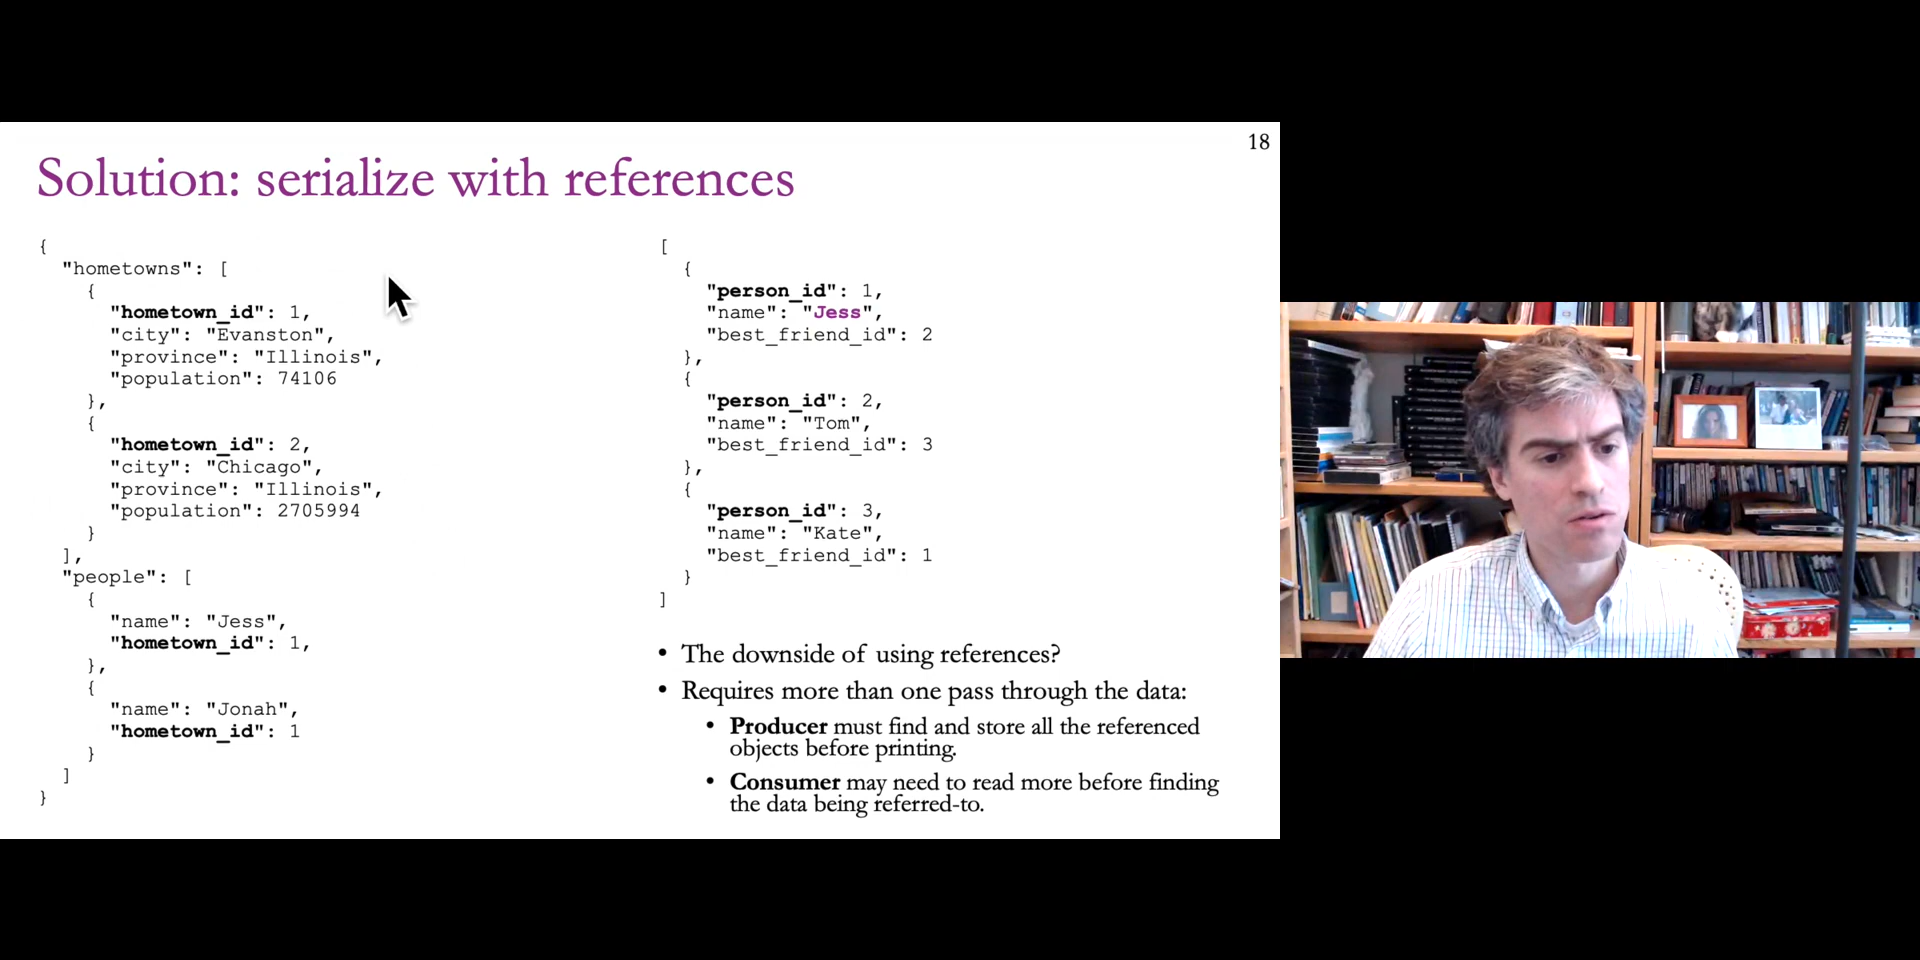 18
Solution: serialize with references
{
"hometowns": [
{
"hometown_id": 1,
"city": "Evanston",
"province": "Illinois",
"population": 74106
},
{
"hometown_id": 2,
"city": "Chicago",
"province": "Illinois",
"population": 2705994
}
],
"people": [
{
"name": "Jess",
"hometown_id": 1,
},
{
"name": "Jonah",
"hometown_id": 1
}
]
}
[
{
"person_id": 1,
"name": "Jess",
"best_friend_id": 2
},
{
"person_id": 2,
"name": "Tom",
"best_friend_id": 3
},
{
"person_id": 3,
"name": "Kate",
"best_friend_id": 1
}
]
• The downside of using references?
• Requires more than one pass through the data:
• Producer must find and store all the referenced
objects before printing.
• Consumer may need to read more before finding
the data being referred-to.